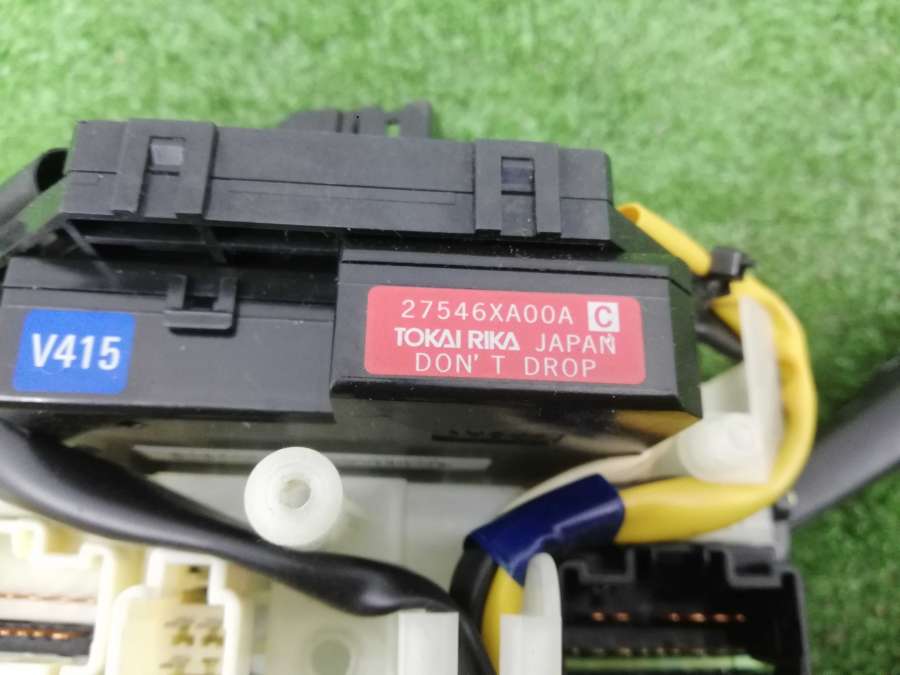 27546XA00A C
TOKAI RIKA JAPAN
DON'T DROP
V415